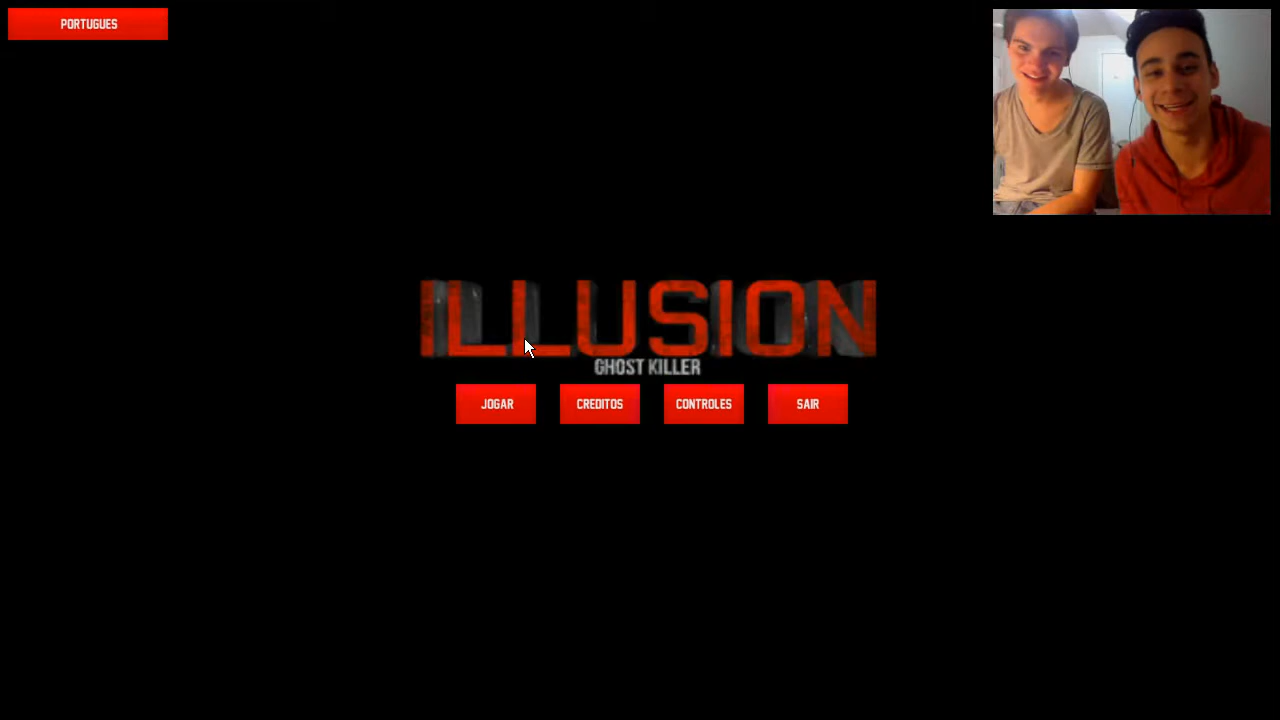 PORTUGUES
ILLUSION
GHOST KILLER
JOGAR
CREDITOS
CONTROLES
SAIR